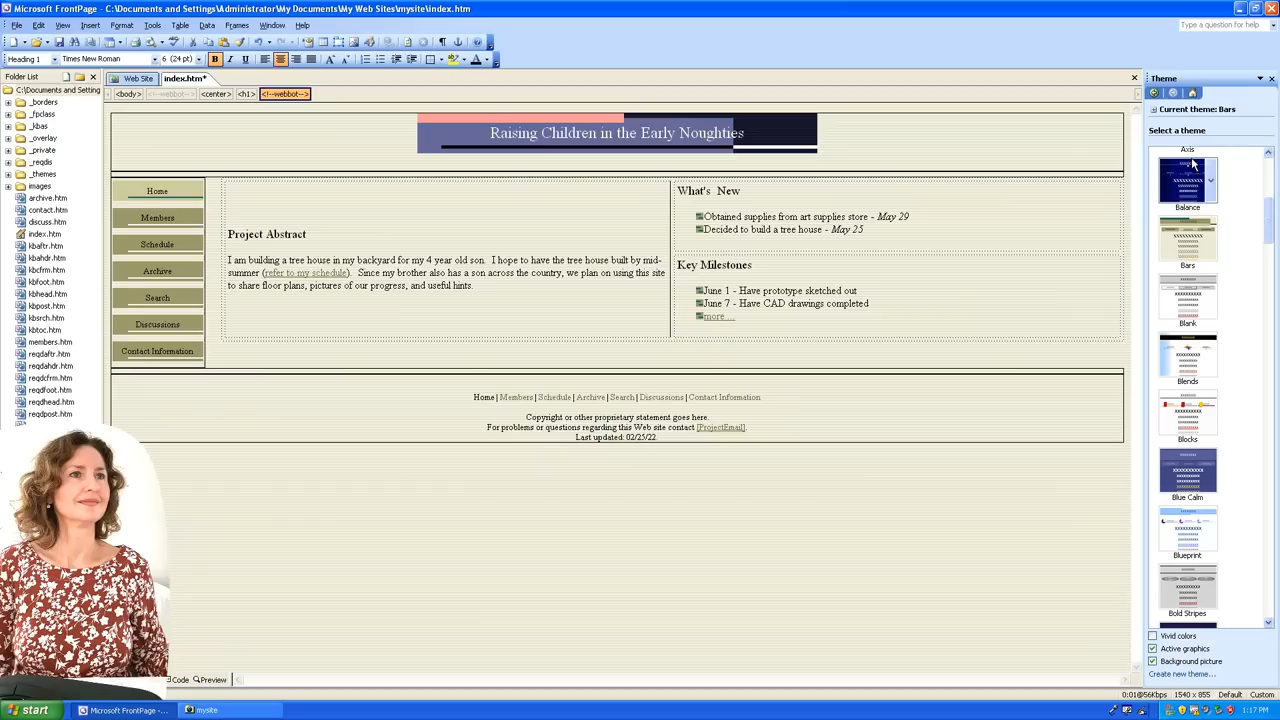 Microsoft FrontPage - C:\Documents and Settings\Administrator\My Documents\My Web Sites\mysite\index.htm
File Edit View Insert Format Tools Table Data Frames Window Help
Type a question for help
Heading 1 Times New Roman 6 (24 pt) B I U
Folder List
Web Site index.htm*
Theme
C:\Documents and Setting
<body> <!--webbot--> <center> <h1> <!--webbot-->
Current theme: Bars
Select a theme
_borders
_fpclass
_kbas
_overlay
_private
_reqdis
_themes
images
archive.htm
contact.htm
discuss.htm
index.htm
kbaftr.htm
kbahdr.htm
kbcfrm.htm
kbfoot.htm
kbhead.htm
kbpost.htm
kbsrch.htm
kbtoc.htm
members.htm
reqdaftr.htm
reqdahdr.htm
reqdcfrm.htm
reqdfoot.htm
reqdhead.htm
reqdpost.htm
Raising Children in the Early Noughties
Home
Members
Schedule
Archive
Search
Discussions
Contact Information
Project Abstract
I am building a tree house in my backyard for my 4 year old son. I hope to have the tree house built by mid-
summer (refer to my schedule). Since my brother also has a son across the country, we plan on using this site
to share floor plans, pictures of our progress, and useful hints.
What's New
Obtained supplies from art supplies store - May 29
Decided to build a tree house - May 25
Key Milestones
June 1 - Have prototype sketched out
June 7 - Have CAD drawings completed
more ....
Home | Members | Schedule | Archive | Search | Discussions | Contact Information
Copyright or other proprietary statement goes here.
For problems or questions regarding this Web site contact [ProjectEmail].
Last updated: 02/25/22.
Axis
Balance
Bars
Blank
Blends
Blocks
Blue Calm
Blueprint
Bold Stripes
Vivid colors
Active graphics
Background picture
Create new theme...
Code Preview
0:01@56Kbps 1540 x 855 Default Custom
start Microsoft FrontPage -... mysite 1:17 PM